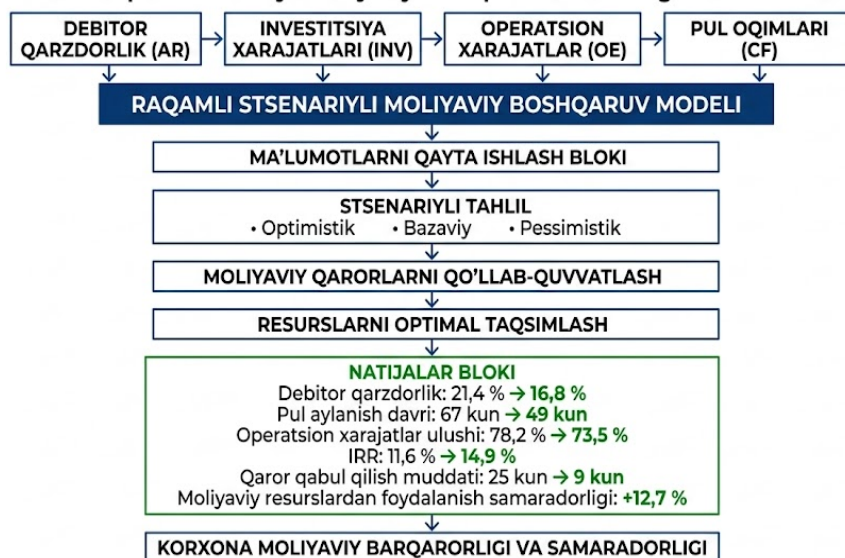 DEBITOR
QARZDORLIK (AR)
INVESTITSIYA
XARAJATLARI (INV)
OPERATSION
XARAJATLAR (OE)
PUL OQIMLARI
(CF)
RAQAMLI STSENARIYLI MOLIYAVIY BOSHQARUV MODELI
MA’LUMOTLARNI QAYTA ISHLASH BLOKI
STSENARIYLI TAHLIL
• Optimistik • Bazaviy • Pessimistik
MOLIYAVIY QARORLARNI QO’LLAB-QUVVATLASH
RESURSLARNI OPTIMAL TAQSIMLASH
NATIJALAR BLOKI
Debitor qarzdorlik: 21,4 % → 16,8 %
Pul aylanish davri: 67 kun → 49 kun
Operatsion xarajatlar ulushi: 78,2 % → 73,5 %
IRR: 11,6 % → 14,9 %
Qaror qabul qilish muddati: 25 kun → 9 kun
Moliyaviy resurslardan foydalanish samaradorligi: +12,7 %
KORXONA MOLIYAVIY BARQARORLIGI VA SAMARADORLIGI